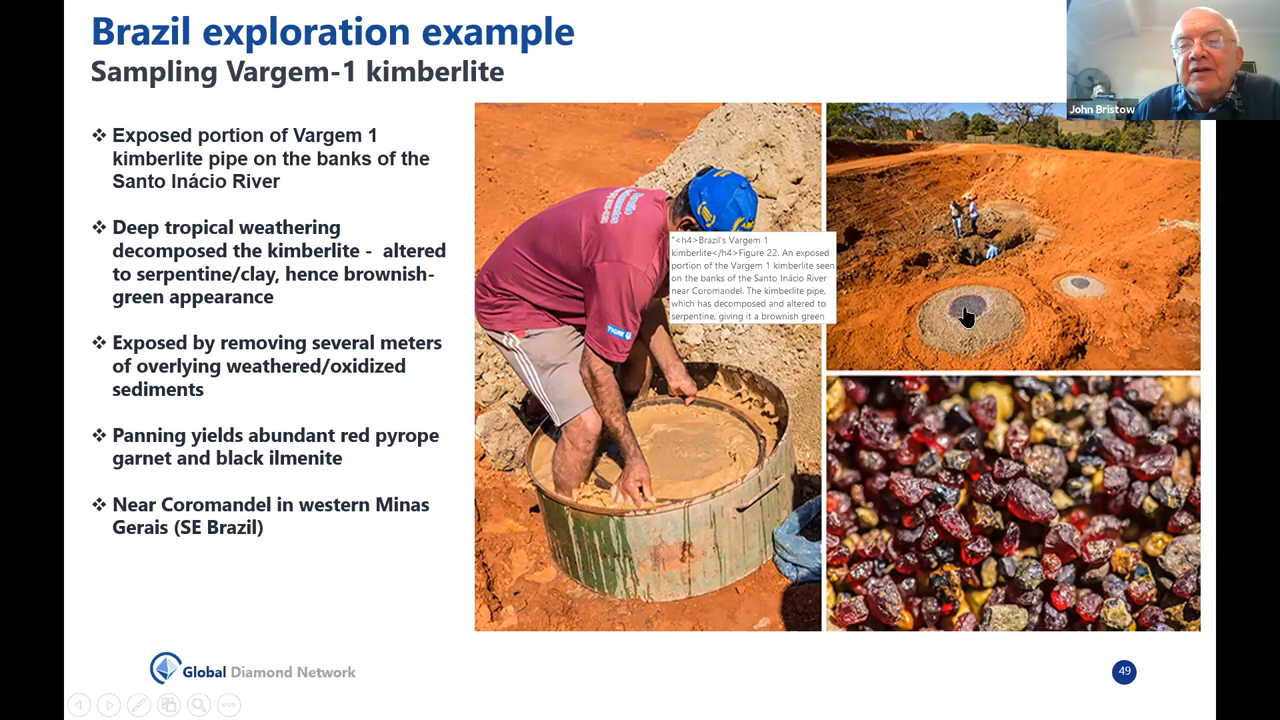 Brazil exploration example
Sampling Vargem-1 kimberlite
John Bristow
❖ Exposed portion of Vargem 1
kimberlite pipe on the banks of the
Santo Inácio River
❖ Deep tropical weathering
decomposed the kimberlite - altered
to serpentine/clay, hence brownish-
green appearance
❖ Exposed by removing several meters
of overlying weathered/oxidized
sediments
❖ Panning yields abundant red pyrope
garnet and black ilmenite
❖ Near Coromandel in western Minas
Gerais (SE Brazil)
"<h4>Brazil's Vargem 1
kimberlite</h4>Figure 22. An exposed
portion of the Vargem 1 kimberlite seen
on the banks of the Santo Inácio River
near Coromandel. The kimberlite pipe,
which has decomposed and altered to
serpentine, giving it a brownish green
TIGRE
Global Diamond Network
49